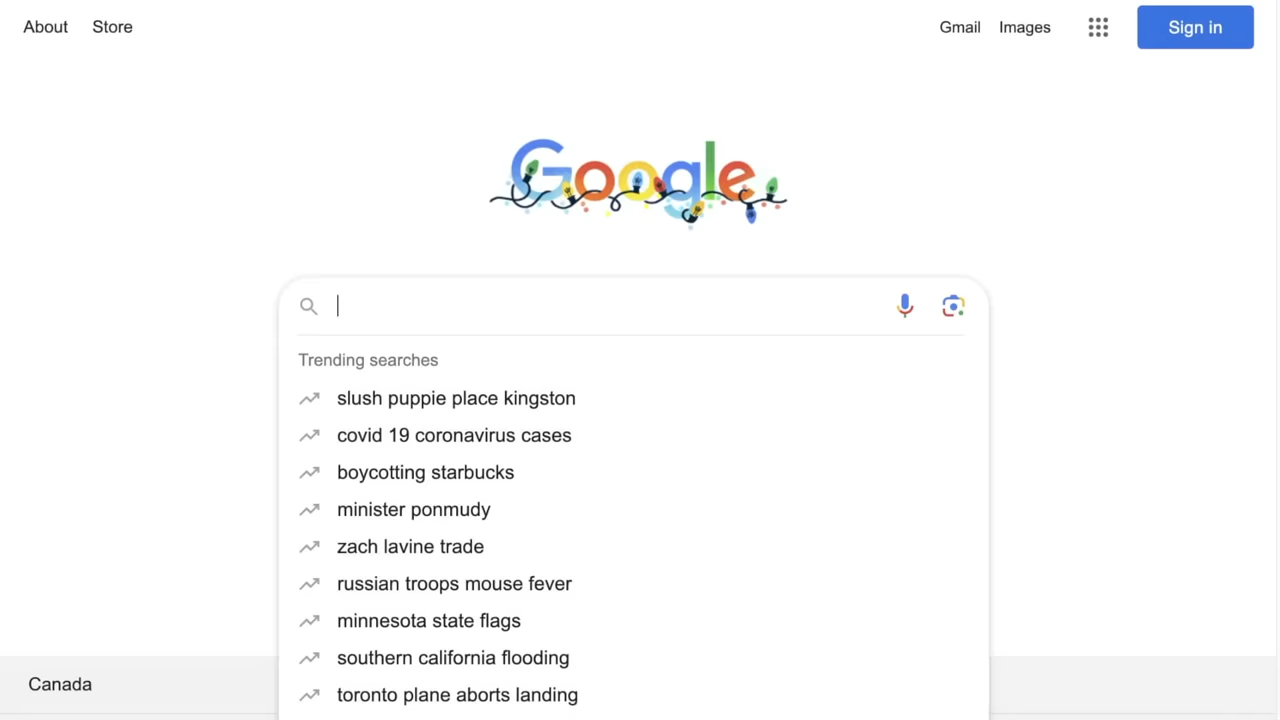 About Store Gmail Images Sign in
Google
Trending searches
slush puppie place kingston
covid 19 coronavirus cases
boycotting starbucks
minister ponmudy
zach lavine trade
russian troops mouse fever
minnesota state flags
southern california flooding
toronto plane aborts landing
Canada